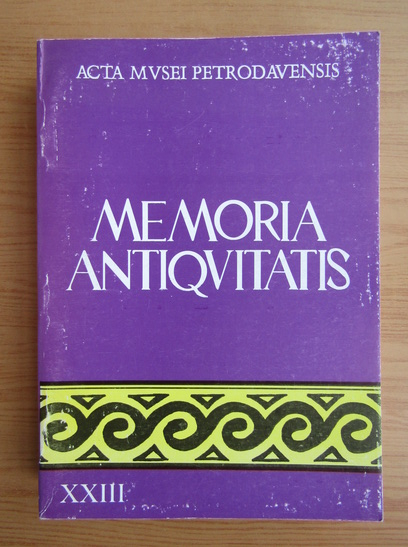 ACTA MVSEI PETRODAVENSIS
MEMORIA
ANTIQVITATIS
XXIII